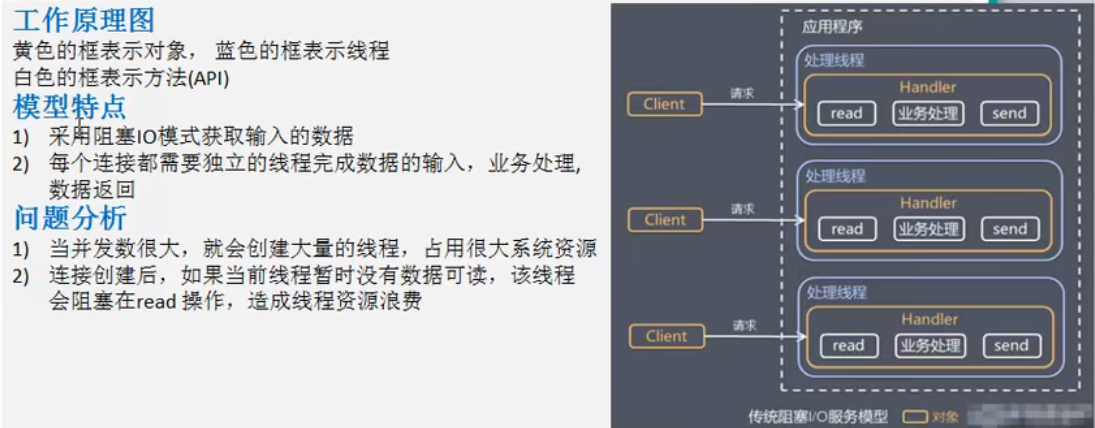 工作原理图
黄色的框表示对象， 蓝色的框表示线程
白色的框表示方法(API)
模型特点
1) 采用阻塞IO模式获取输入的数据
2) 每个连接都需要独立的线程完成数据的输入，业务处理,
数据返回
问题分析
1) 当并发数很大，就会创建大量的线程，占用很大系统资源
2) 连接创建后，如果当前线程暂时没有数据可读，该线程
会阻塞在read 操作，造成线程资源浪费
应用程序
处理线程
Handler
Client
请求
read
业务处理
send
处理线程
Handler
Client
请求
read
业务处理
send
处理线程
Handler
Client
请求
read
业务处理
send
传统阻塞I/O服务模型
对象